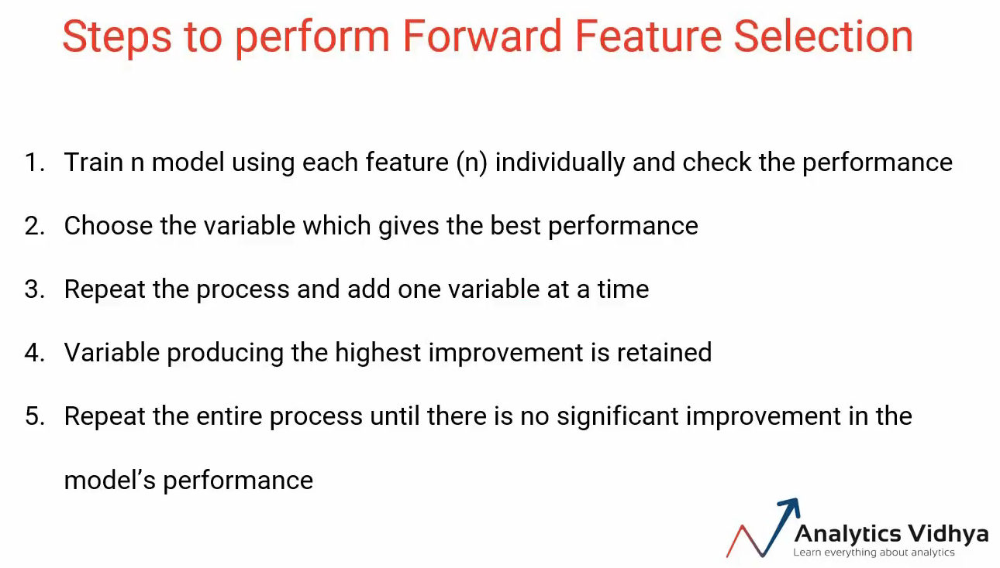 Steps to perform Forward Feature Selection
1. Train n model using each feature (n) individually and check the performance
2. Choose the variable which gives the best performance
3. Repeat the process and add one variable at a time
4. Variable producing the highest improvement is retained
5. Repeat the entire process until there is no significant improvement in the
model’s performance
Analytics Vidhya
Learn everything about analytics